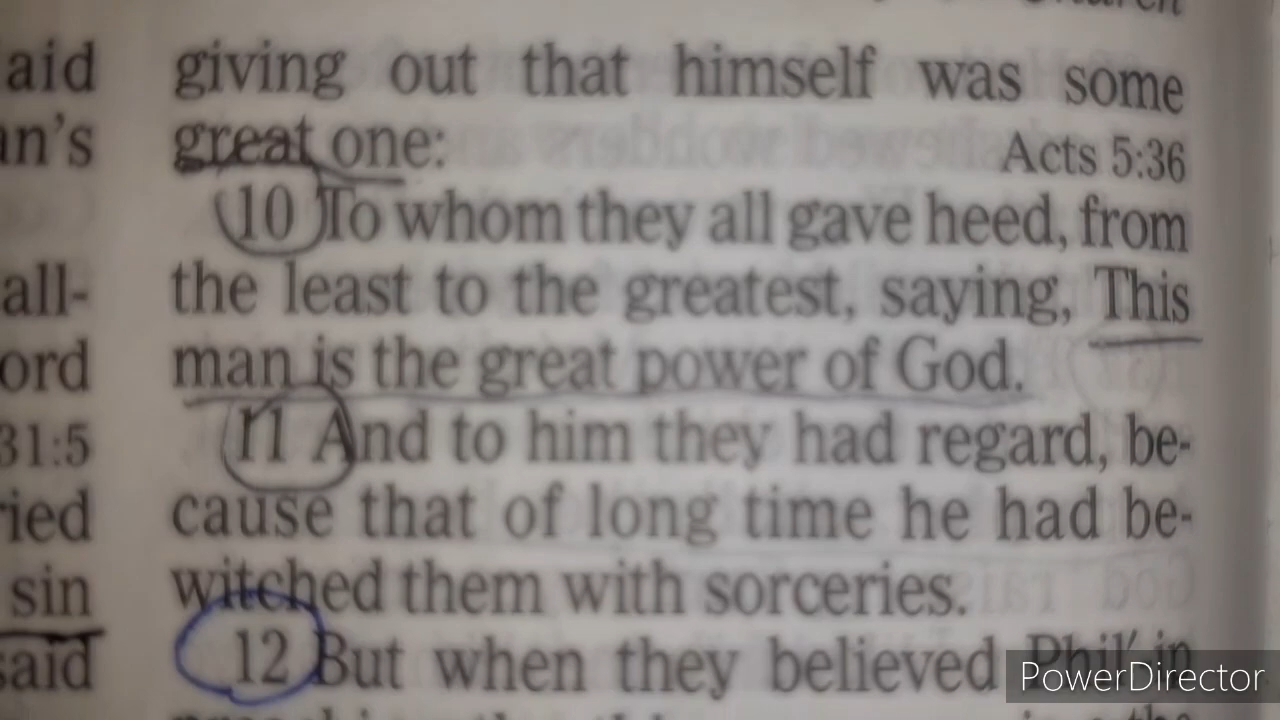 aid
an's
all-
ord
31:5
ried
sin
said
giving out that himself was some
great one: Acts 5:36
10 To whom they all gave heed, from
the least to the greatest, saying, This
man is the great power of God.
11 And to him they had regard, be-
cause that of long time he had be-
witched them with sorceries.
12 But when they believed Phil´ip
PowerDirector